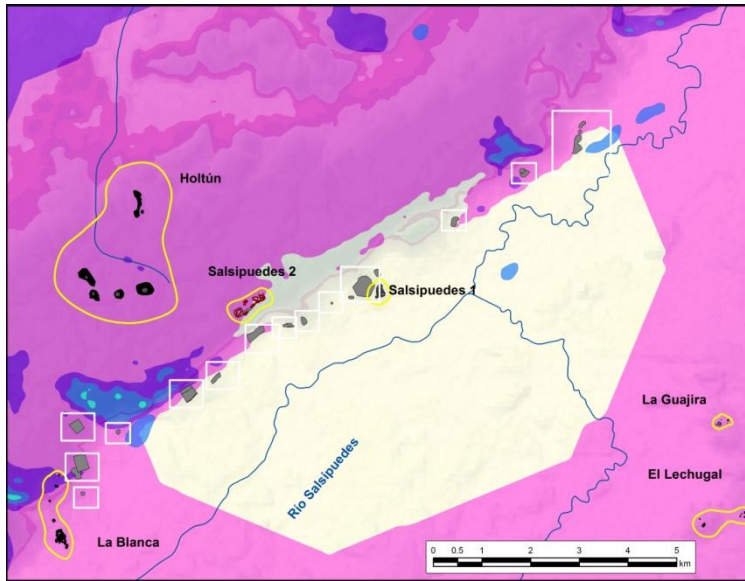 Holtún
Salsipuedes 2
Salsipuedes 1
La Guajira
El Lechugal
Río Salsipuedes
La Blanca
0 0.5 1 2 3 4 5
km